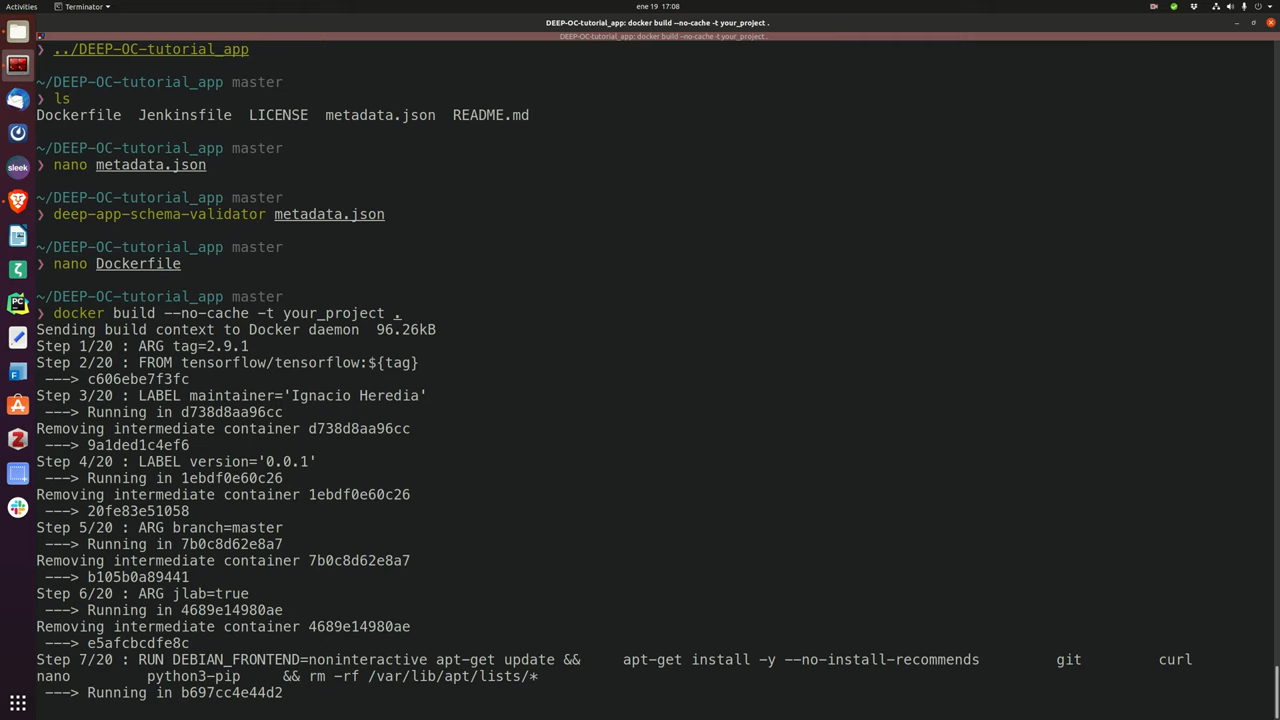 Activities
Terminator
ene 19 17:08
DEEP-OC-tutorial_app: docker build --no-cache -t your_project .
DEEP-OC-tutorial_app: docker build --no-cache -t your_project .
❯ ../DEEP-OC-tutorial_app
~/DEEP-OC-tutorial_app master
❯ ls
Dockerfile Jenkinsfile LICENSE metadata.json README.md
~/DEEP-OC-tutorial_app master
❯ nano metadata.json
~/DEEP-OC-tutorial_app master
❯ deep-app-schema-validator metadata.json
~/DEEP-OC-tutorial_app master
❯ nano Dockerfile
~/DEEP-OC-tutorial_app master
❯ docker build --no-cache -t your_project .
Sending build context to Docker daemon 96.26kB
Step 1/20 : ARG tag=2.9.1
Step 2/20 : FROM tensorflow/tensorflow:${tag}
---> c606ebe7f3fc
Step 3/20 : LABEL maintainer='Ignacio Heredia'
---> Running in d738d8aa96cc
Removing intermediate container d738d8aa96cc
---> 9a1ded1c4ef6
Step 4/20 : LABEL version='0.0.1'
---> Running in 1ebdf0e60c26
Removing intermediate container 1ebdf0e60c26
---> 20fe83e51058
Step 5/20 : ARG branch=master
---> Running in 7b0c8d62e8a7
Removing intermediate container 7b0c8d62e8a7
---> b105b0a89441
Step 6/20 : ARG jlab=true
---> Running in 4689e14980ae
Removing intermediate container 4689e14980ae
---> e5afcbcdfe8c
Step 7/20 : RUN DEBIAN_FRONTEND=noninteractive apt-get update && apt-get install -y --no-install-recommends git curl
nano python3-pip && rm -rf /var/lib/apt/lists/*
---> Running in b697cc4e44d2
sleek
PC